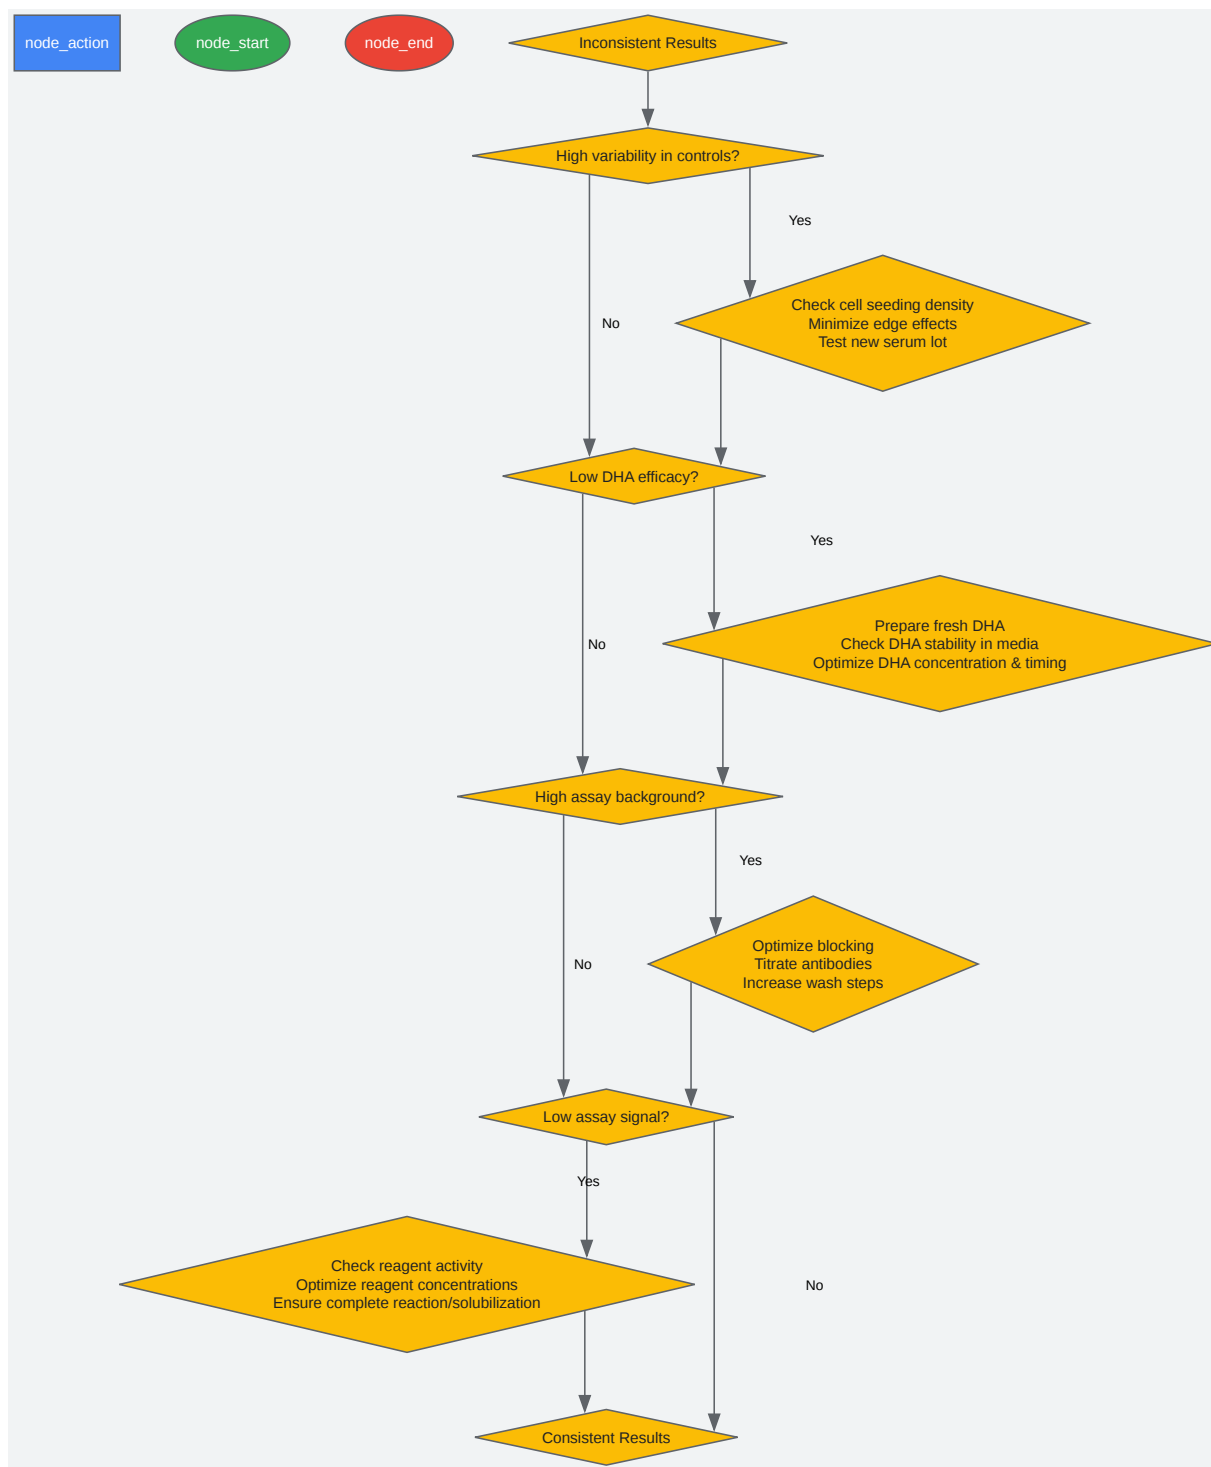 node_action
node_start
node_end
Inconsistent Results
High variability in controls?
Yes
Check cell seeding density
Minimize edge effects
Test new serum lot
No
Low DHA efficacy?
Yes
Prepare fresh DHA
Check DHA stability in media
Optimize DHA concentration & timing
No
High assay background?
Yes
Optimize blocking
Titrate antibodies
Increase wash steps
No
Low assay signal?
Yes
Check reagent activity
Optimize reagent concentrations
Ensure complete reaction/solubilization
No
Consistent Results